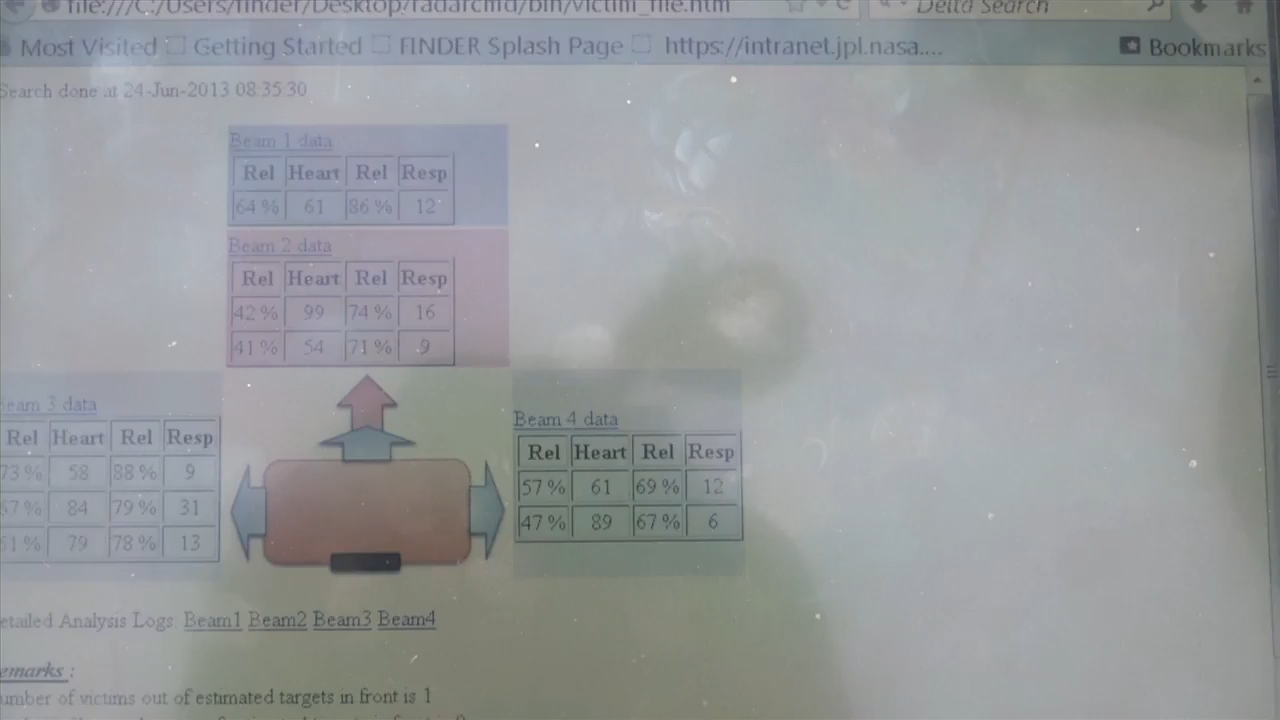 file:///C:/Users/finder/Desktop/radarcmd/bin/victim_file.htm
Delta Search
Most Visited Getting Started FINDER Splash Page https://intranet.jpl.nasa.... Bookmarks
Search done at 24-Jun-2013 08:35:30
Beam 1 data
Rel Heart Rel Resp
64 % 61 86 % 12
Beam 2 data
Rel Heart Rel Resp
42 % 99 74 % 16
41 % 54 71 % 9
eam 3 data
Rel Heart Rel Resp
73 % 58 88 % 9
67 % 84 79 % 31
51 % 79 78 % 13
Beam 4 data
Rel Heart Rel Resp
57 % 61 69 % 12
47 % 89 67 % 6
etailed Analysis Logs: Beam1 Beam2 Beam3 Beam4
emarks :
umber of victims out of estimated targets in front is 1